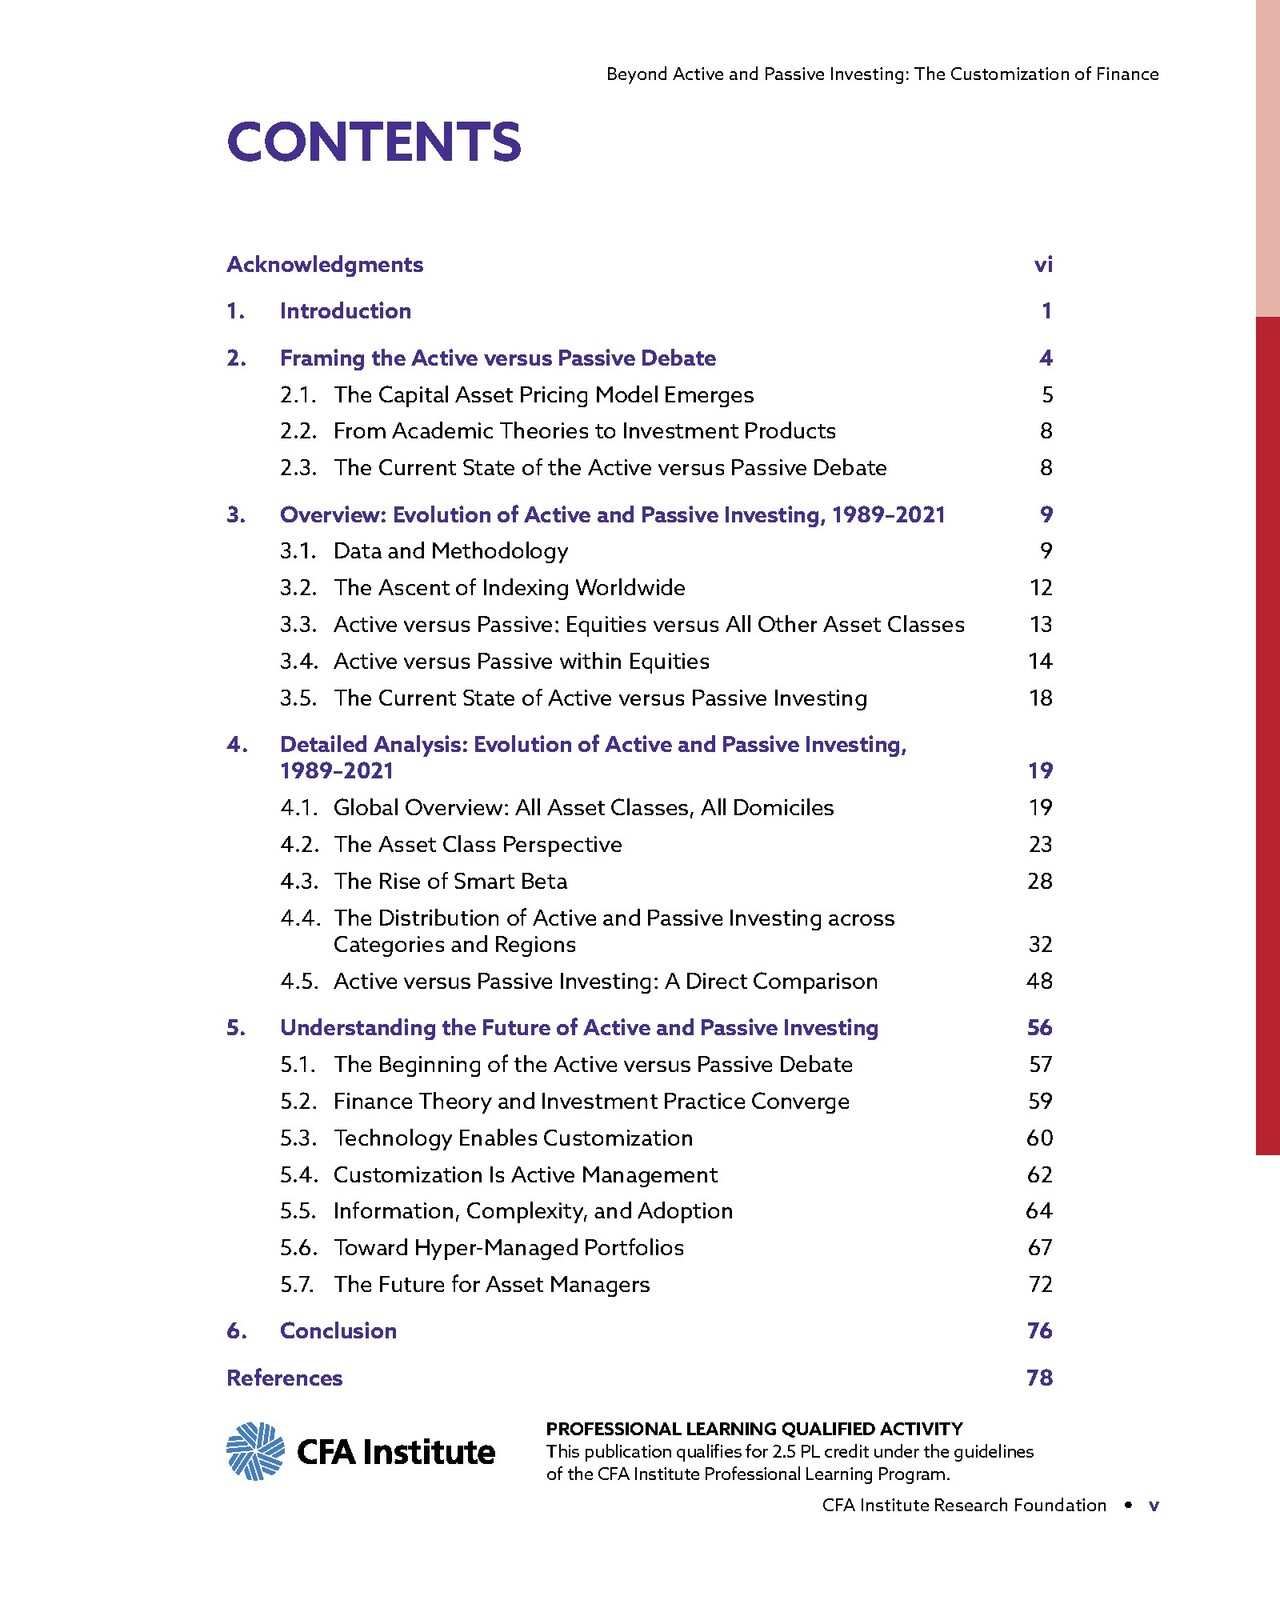 Beyond Active and Passive Investing: The Customization of Finance
CONTENTS
Acknowledgments vi
1. Introduction 1
2. Framing the Active versus Passive Debate 4
2.1. The Capital Asset Pricing Model Emerges 5
2.2. From Academic Theories to Investment Products 8
2.3. The Current State of the Active versus Passive Debate 8
3. Overview: Evolution of Active and Passive Investing, 1989–2021 9
3.1. Data and Methodology 9
3.2. The Ascent of Indexing Worldwide 12
3.3. Active versus Passive: Equities versus All Other Asset Classes 13
3.4. Active versus Passive within Equities 14
3.5. The Current State of Active versus Passive Investing 18
4. Detailed Analysis: Evolution of Active and Passive Investing,
1989–2021 19
4.1. Global Overview: All Asset Classes, All Domiciles 19
4.2. The Asset Class Perspective 23
4.3. The Rise of Smart Beta 28
4.4. The Distribution of Active and Passive Investing across
Categories and Regions 32
4.5. Active versus Passive Investing: A Direct Comparison 48
5. Understanding the Future of Active and Passive Investing 56
5.1. The Beginning of the Active versus Passive Debate 57
5.2. Finance Theory and Investment Practice Converge 59
5.3. Technology Enables Customization 60
5.4. Customization Is Active Management 62
5.5. Information, Complexity, and Adoption 64
5.6. Toward Hyper-Managed Portfolios 67
5.7. The Future for Asset Managers 72
6. Conclusion 76
References 78
CFA Institute
PROFESSIONAL LEARNING QUALIFIED ACTIVITY
This publication qualifies for 2.5 PL credit under the guidelines
of the CFA Institute Professional Learning Program.
CFA Institute Research Foundation • v